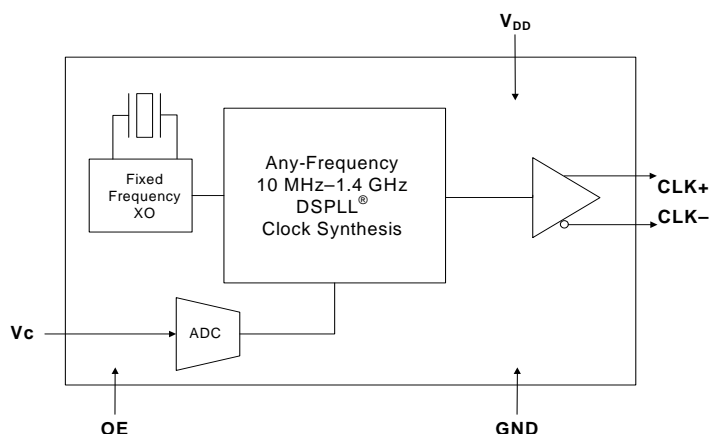 VDD
Fixed
Frequency
XO
Any-Frequency
10 MHz–1.4 GHz
DSPLL®
Clock Synthesis
CLK+
CLK–
Vc
ADC
OE
GND